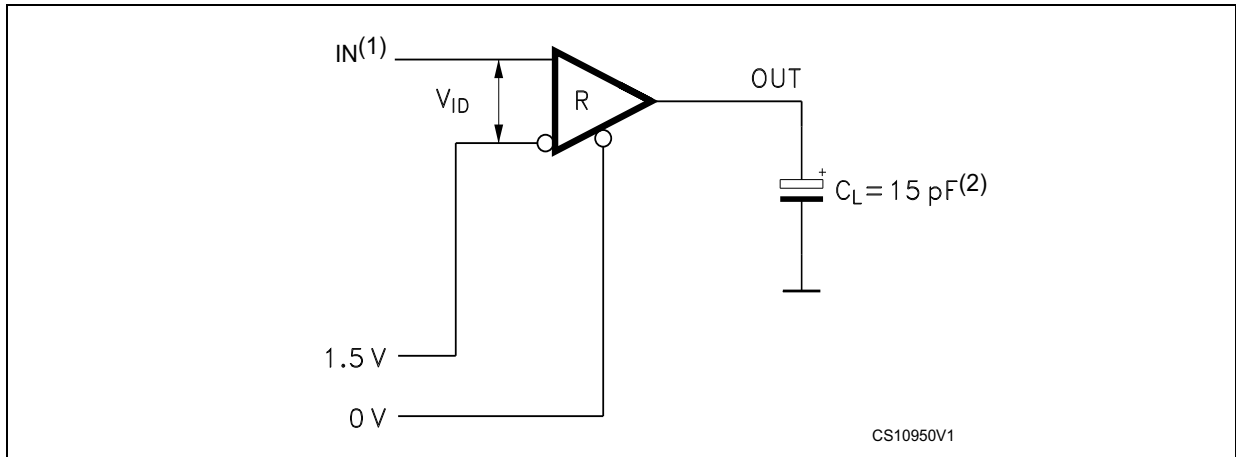 IN(1)
OUT
VID
R
+
CL= 15 pF(2)
1.5 V
0 V
CS10950V1